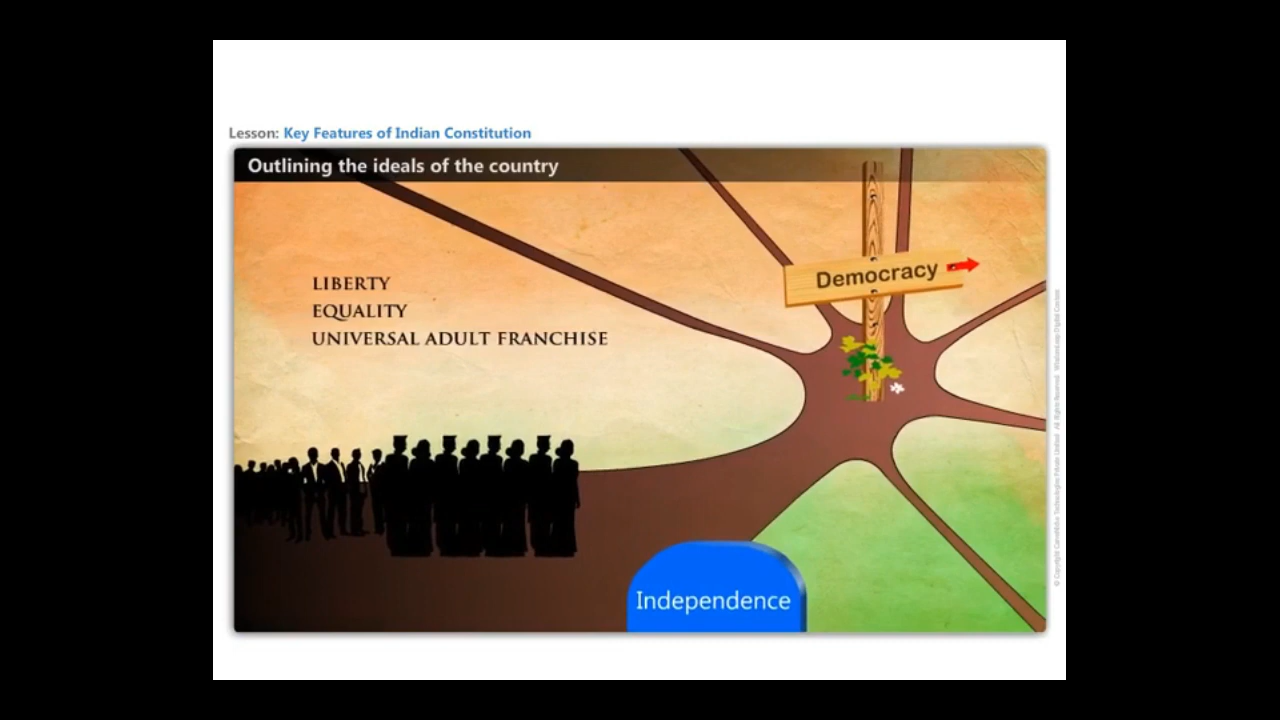 Lesson: Key Features of Indian Constitution
Outlining the ideals of the country
LIBERTY
EQUALITY
UNIVERSAL ADULT FRANCHISE
Democracy
Independence